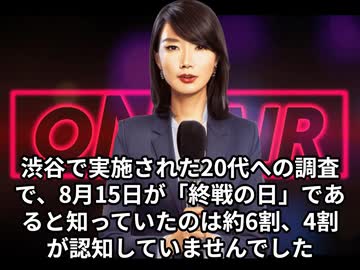 ON AIR
渋谷で実施された20代への調査
で、8月15日が「終戦の日」であ
ると知っていたのは約6割、4割
が認知していませんでした